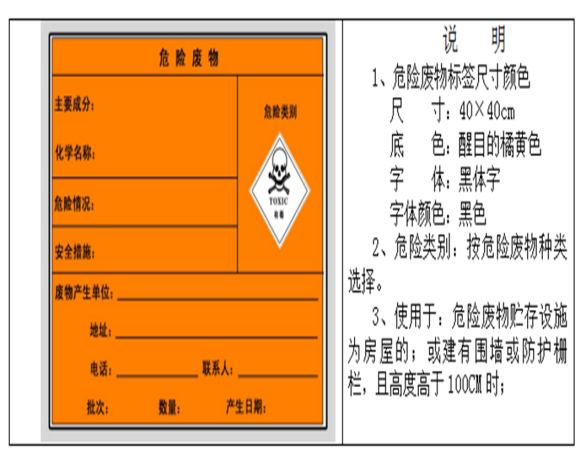 危险废物
主要成分：
危险类别
化学名称：
TOXIC
危险情况：
安全措施：
废物产生单位：
地址：
电话： 联系人：
批次： 数量： 产生日期：
说 明
1、危险废物标签尺寸颜色
尺 寸：40×40cm
底 色：醒目的橘黄色
字 体：黑体字
字体颜色：黑色
2、危险类别：按危险废物种类
选择。
3、使用于：危险废物贮存设施
为房屋的；或建有围墙或防护栅
栏，且高度高于100CM时；